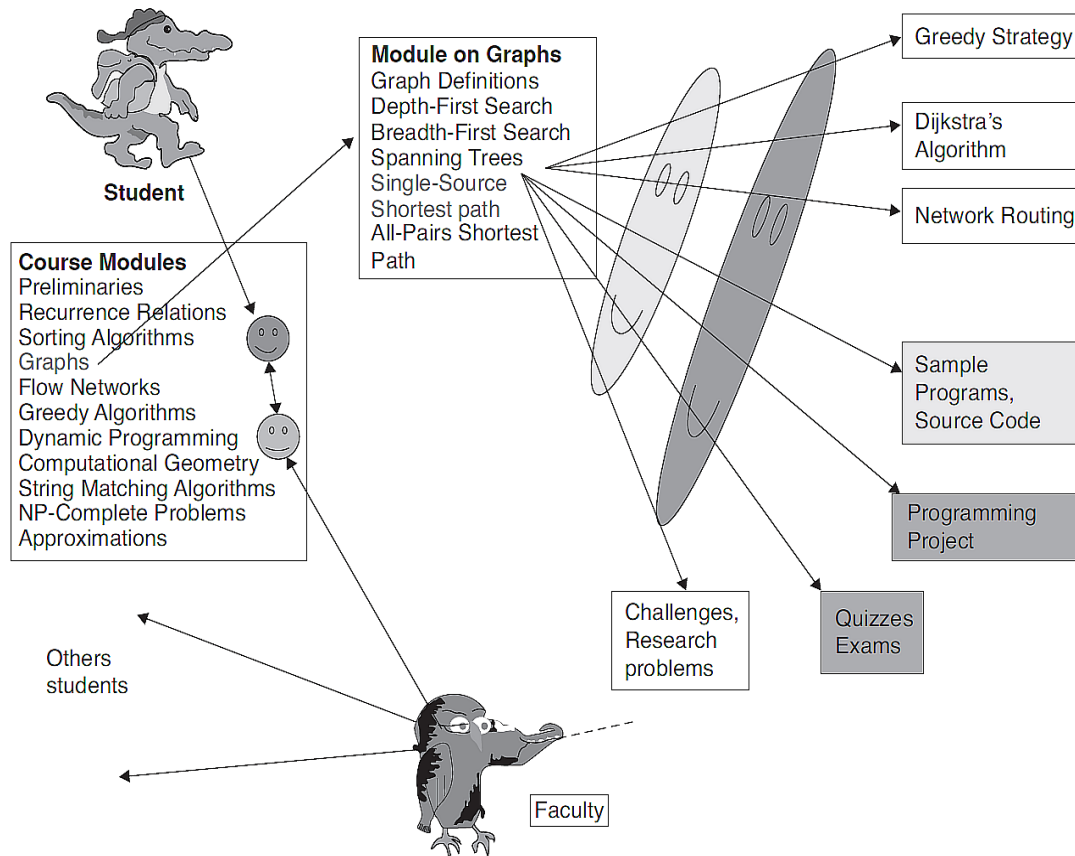 Student
Course Modules
Preliminaries
Recurrence Relations
Sorting Algorithms
Graphs
Flow Networks
Greedy Algorithms
Dynamic Programming
Computational Geometry
String Matching Algorithms
NP-Complete Problems
Approximations
Module on Graphs
Graph Definitions
Depth-First Search
Breadth-First Search
Spanning Trees
Single-Source
Shortest path
All-Pairs Shortest
Path
Greedy Strategy
Dijkstra's
Algorithm
Network Routing
Sample
Programs,
Source Code
Programming
Project
Quizzes
Exams
Challenges,
Research
problems
Others
students
Faculty